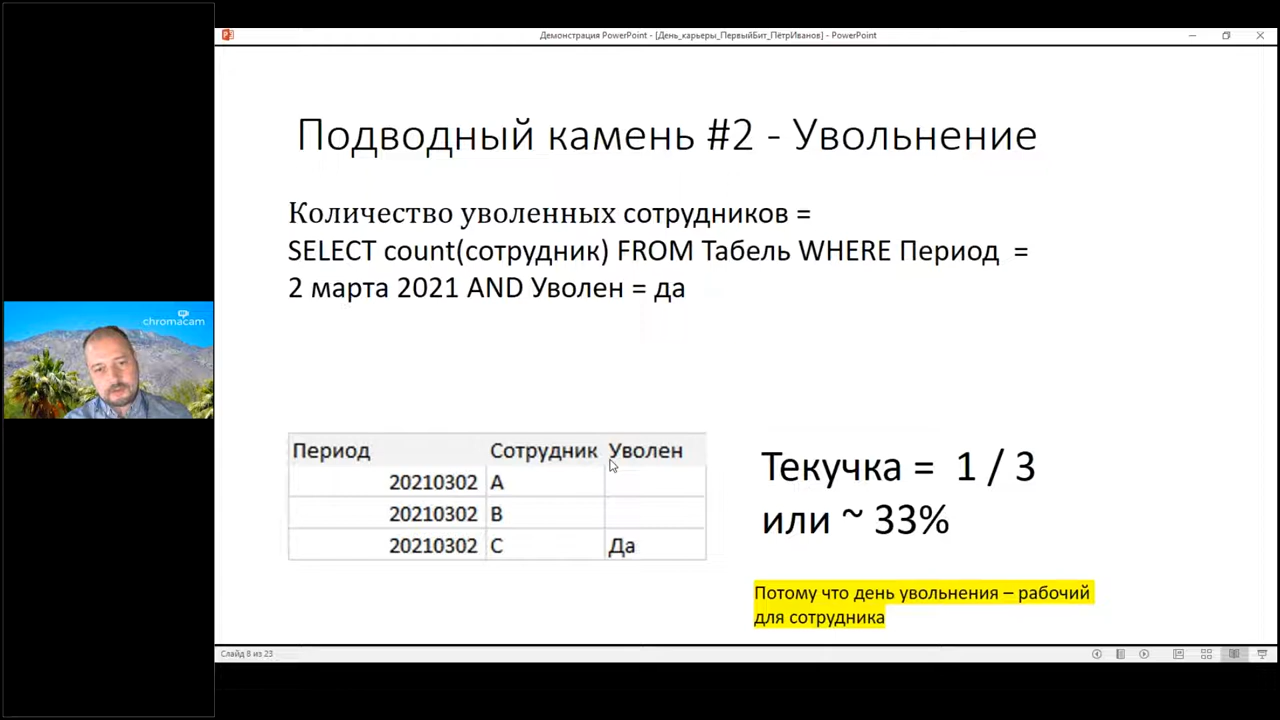 Демонстрация PowerPoint - [День_карьеры_ПервыйБит_ПётрИванов] - PowerPoint
Подводный камень #2 - Увольнение
Количество уволенных сотрудников =
SELECT count(сотрудник) FROM Табель WHERE Период =
2 марта 2021 AND Уволен = да
chromacam
Период Сотрудник Уволен
20210302 A
20210302 B
20210302 C Да
Текучка = 1 / 3
или ~ 33%
Потому что день увольнения – рабочий
для сотрудника
Слайд 8 из 23